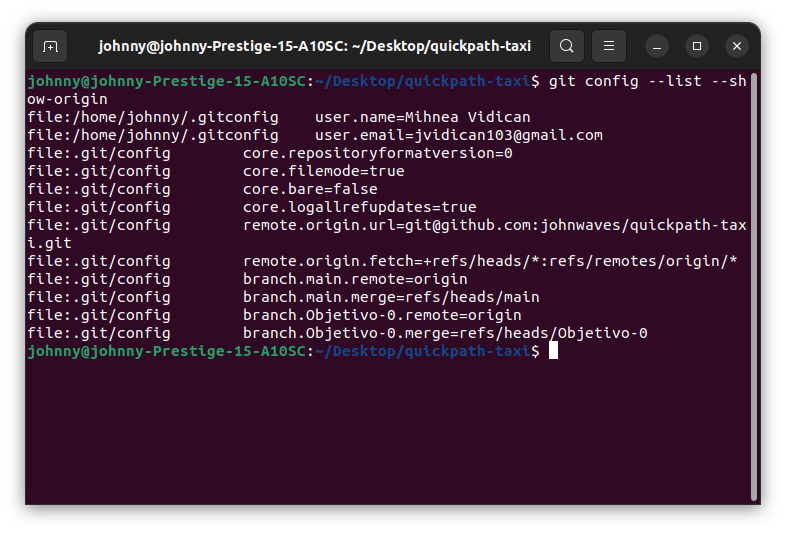 johnny@johnny-Prestige-15-A10SC: ~/Desktop/quickpath-taxi
johnny@johnny-Prestige-15-A10SC:~/Desktop/quickpath-taxi$ git config --list --sh
ow-origin
file:/home/johnny/.gitconfig    user.name=Mihnea Vidican
file:/home/johnny/.gitconfig    user.email=jvidican103@gmail.com
file:.git/config        core.repositoryformatversion=0
file:.git/config        core.filemode=true
file:.git/config        core.bare=false
file:.git/config        core.logallrefupdates=true
file:.git/config        remote.origin.url=git@github.com:johnwaves/quickpath-tax
i.git
file:.git/config        remote.origin.fetch=+refs/heads/*:refs/remotes/origin/*
file:.git/config        branch.main.remote=origin
file:.git/config        branch.main.merge=refs/heads/main
file:.git/config        branch.Objetivo-0.remote=origin
file:.git/config        branch.Objetivo-0.merge=refs/heads/Objetivo-0
johnny@johnny-Prestige-15-A10SC:~/Desktop/quickpath-taxi$